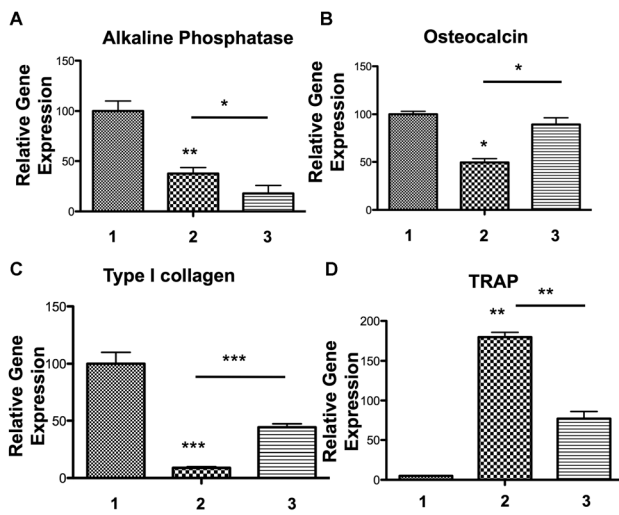 A
Alkaline Phosphatase
Relative Gene
Expression
150
100
50
0
*
**
1 2 3
B
Osteocalcin
Relative Gene
Expression
150
100
50
0
*
*
1 2 3
C
Type I collagen
Relative Gene
Expression
150
100
50
0
***
***
1 2 3
D
TRAP
Relative Gene
Expression
200
150
100
50
0
**
**
1 2 3